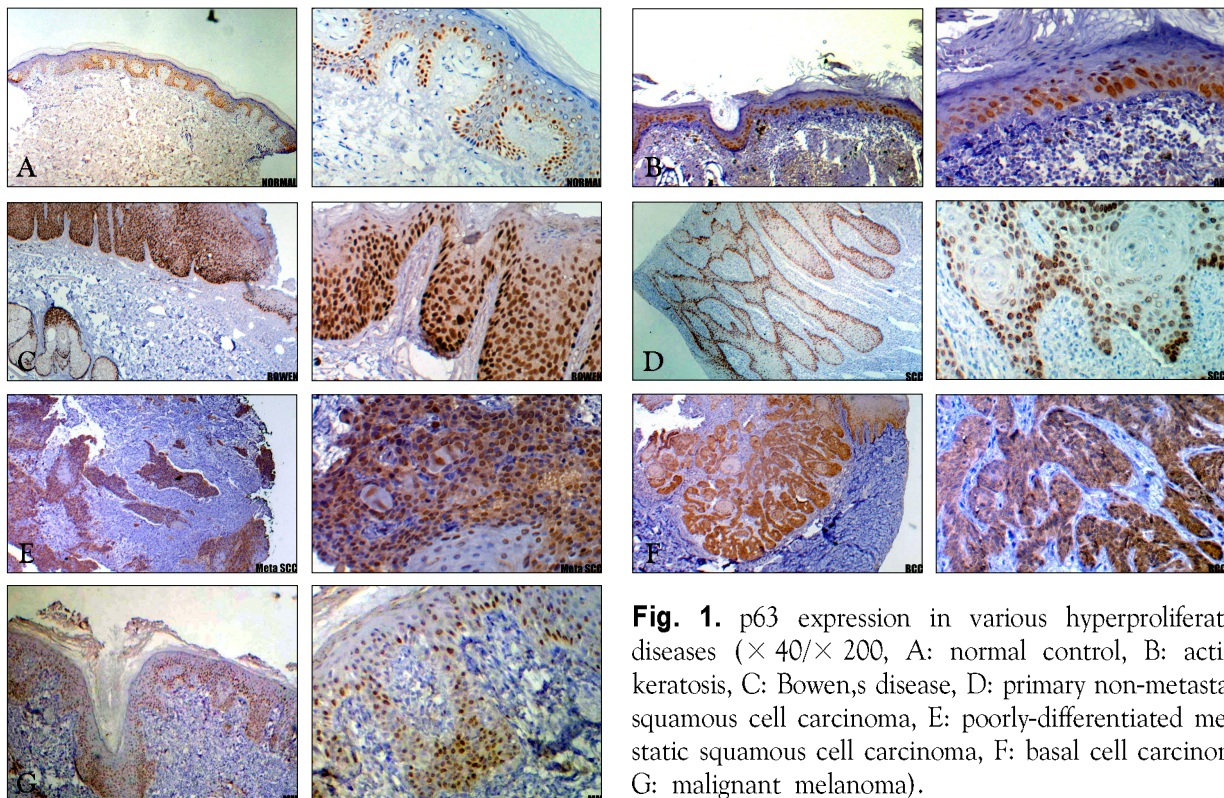 A
NORMAL
NORMAL
B
C
BOWEN
BOWEN
D
SCC
E
Meta SCC
Meta SCC
F
BCC
G
Fig. 1. p63 expression in various hyperproliferat
diseases (× 40/× 200, A: normal control, B: acti
keratosis, C: Bowen,s disease, D: primary non-metasta
squamous cell carcinoma, E: poorly-differentiated me
static squamous cell carcinoma, F: basal cell carcino
G: malignant melanoma).